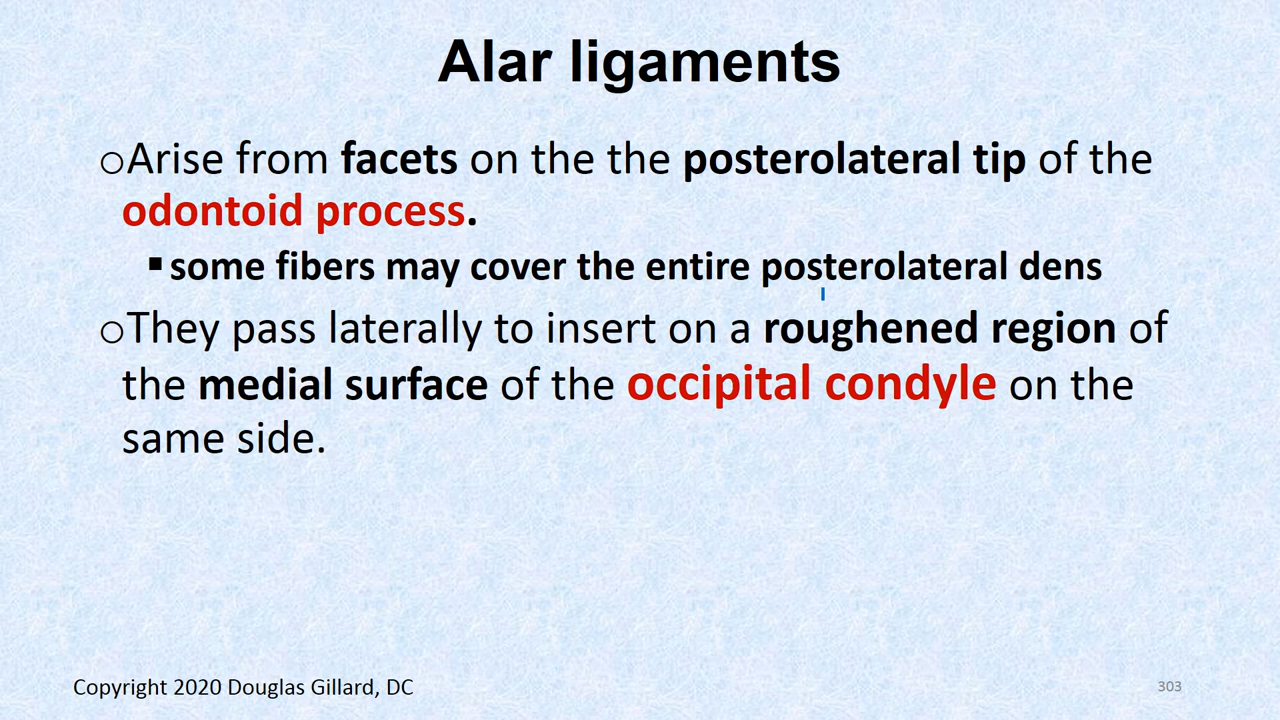 Alar ligaments
○Arise from facets on the the posterolateral tip of the
odontoid process.
▪some fibers may cover the entire posterolateral dens
○They pass laterally to insert on a roughened region of
the medial surface of the occipital condyle on the
same side.
Copyright 2020 Douglas Gillard, DC
303